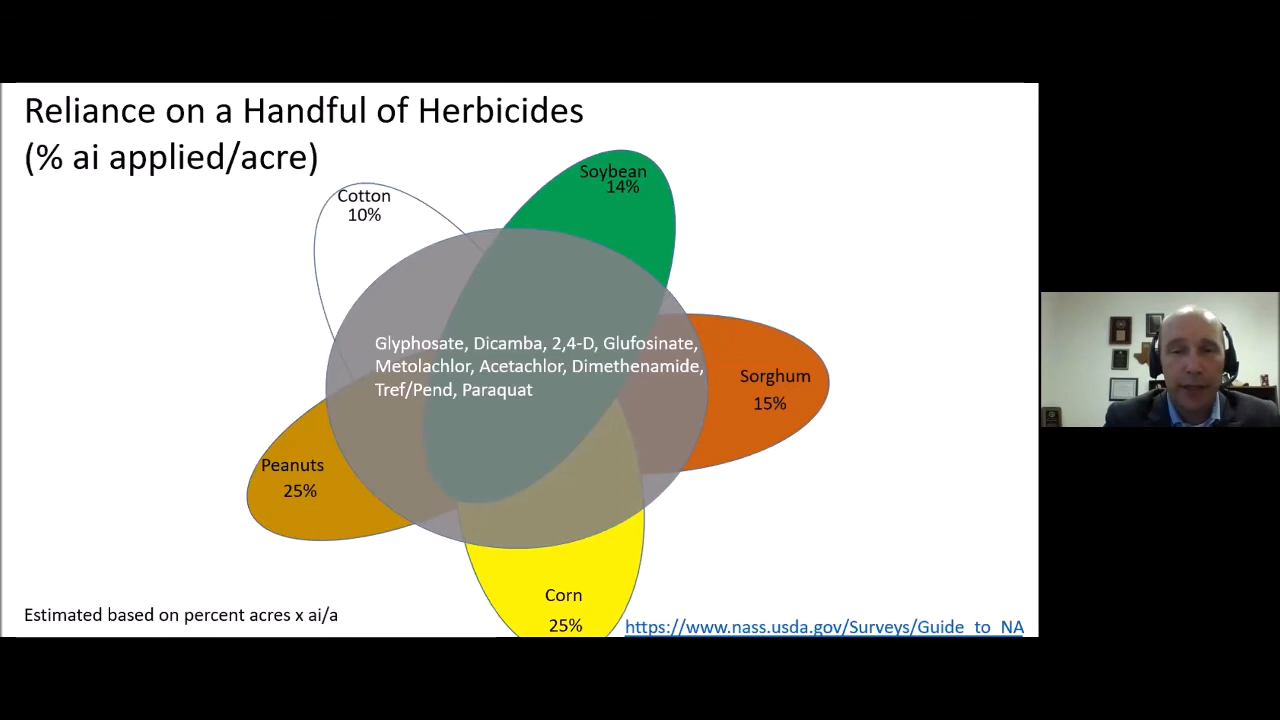 Reliance on a Handful of Herbicides
(% ai applied/acre)
Soybean
14%
Cotton
10%
Glyphosate, Dicamba, 2,4-D, Glufosinate,
Metolachlor, Acetachlor, Dimethenamide,
Tref/Pend, Paraquat
Sorghum
15%
Peanuts
25%
Corn
25%
Estimated based on percent acres x ai/a
https://www.nass.usda.gov/Surveys/Guide_to_NA